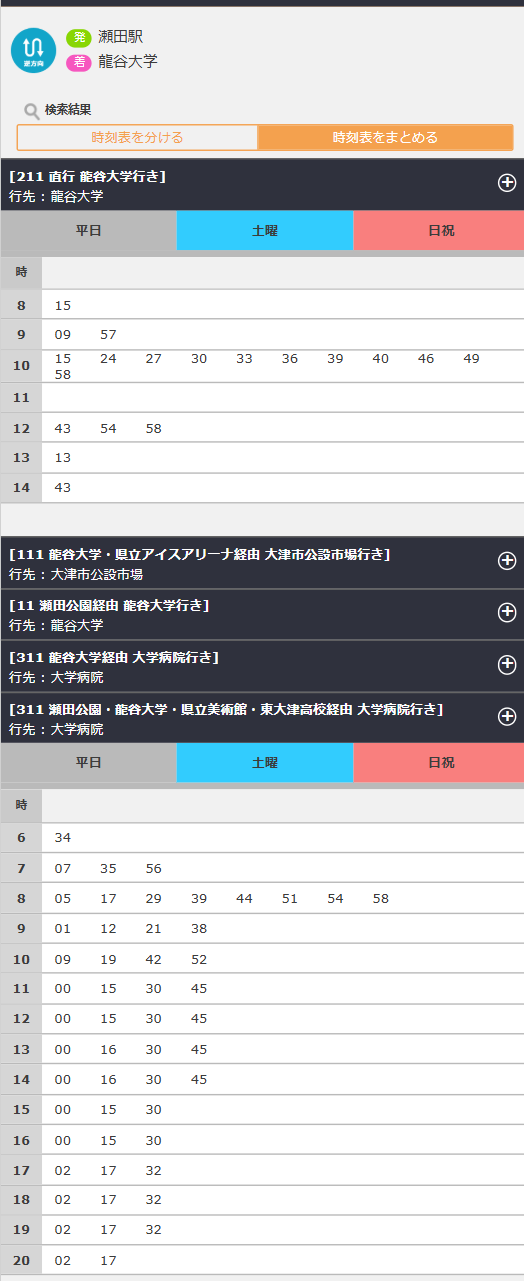 発 瀬田駅
逆方向
着 龍谷大学
検索結果
時刻表を分ける 時刻表をまとめる
[211 直行 龍谷大学行き]
行先 : 龍谷大学
平日 土曜 日祝
時
8 15
9 09 57
10 15 24 27 30 33 36 39 40 46 49
58
11
12 43 54 58
13 13
14 43
[111 龍谷大学・県立アイスアリーナ経由 大津市公設市場行き]
行先 : 大津市公設市場
[11 瀬田公園経由 龍谷大学行き]
行先 : 龍谷大学
[311 龍谷大学経由 大学病院行き]
行先 : 大学病院
[311 瀬田公園・龍谷大学・県立美術館・東大津高校経由 大学病院行き]
行先 : 大学病院
平日 土曜 日祝
時
6 34
7 07 35 56
8 05 17 29 39 44 51 54 58
9 01 12 21 38
10 09 19 42 52
11 00 15 30 45
12 00 15 30 45
13 00 16 30 45
14 00 16 30 45
15 00 15 30
16 00 15 30
17 02 17 32
18 02 17 32
19 02 17 32
20 02 17